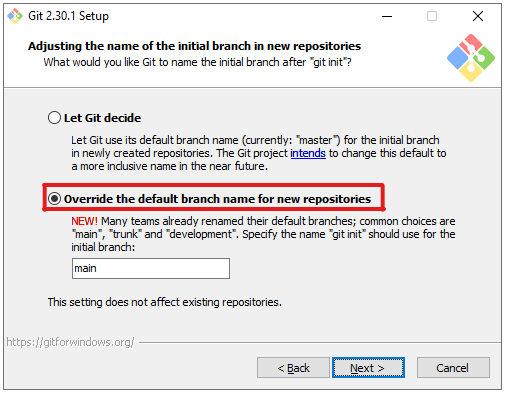 Git 2.30.1 Setup
Adjusting the name of the initial branch in new repositories
What would you like Git to name the initial branch after "git init"?
Let Git decide
Let Git use its default branch name (currently: "master") for the initial branch
in newly created repositories. The Git project intends to change this default to
a more inclusive name in the near future.
Override the default branch name for new repositories
NEW! Many teams already renamed their default branches; common choices are
"main", "trunk" and "development". Specify the name "git init" should use for the
initial branch:
main
This setting does not affect existing repositories.
https://gitforwindows.org/
< Back
Next >
Cancel